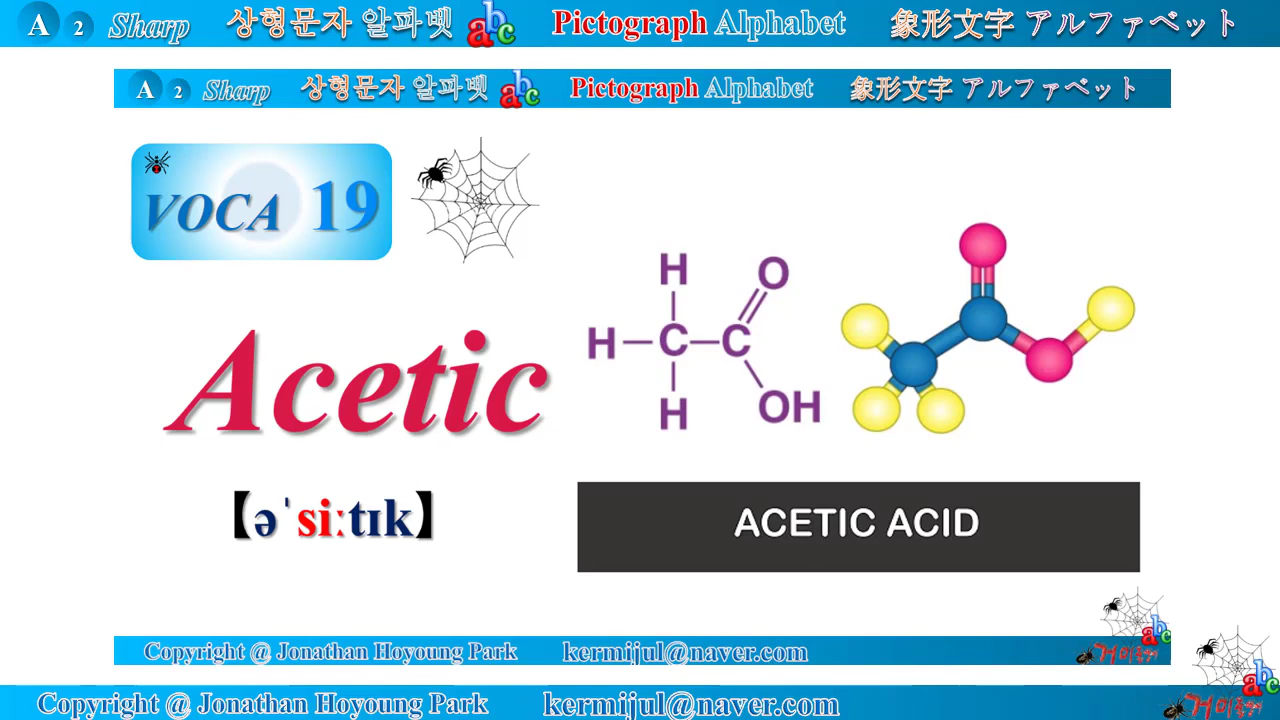 A 2 Sharp 상형문자 알파벳 abc Pictograph Alphabet 象形文字 アルファベット
A 2 Sharp 상형문자 알파벳 abc Pictograph Alphabet 象形文字 アルファベット
VOCA 19
Acetic
【əˈsiːtɪk】
H O
H C C
H OH
ACETIC ACID
abc
Copyright @ Jonathan Hoyoung Park kermijul@naver.com
abc
Copyright @ Jonathan Hoyoung Park kermijul@naver.com